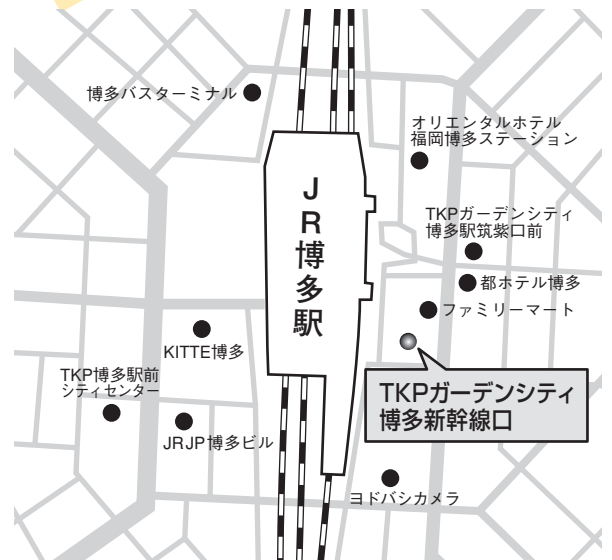 博多バスターミナル
オリエンタルホテル
福岡博多ステーション
JR博多駅
TKPガーデンシティ
博多駅筑紫口前
都ホテル博多
ファミリーマート
KITTE博多
TKPガーデンシティ
博多新幹線口
TKP博多駅前
シティセンター
JRJP博多ビル
ヨドバシカメラ